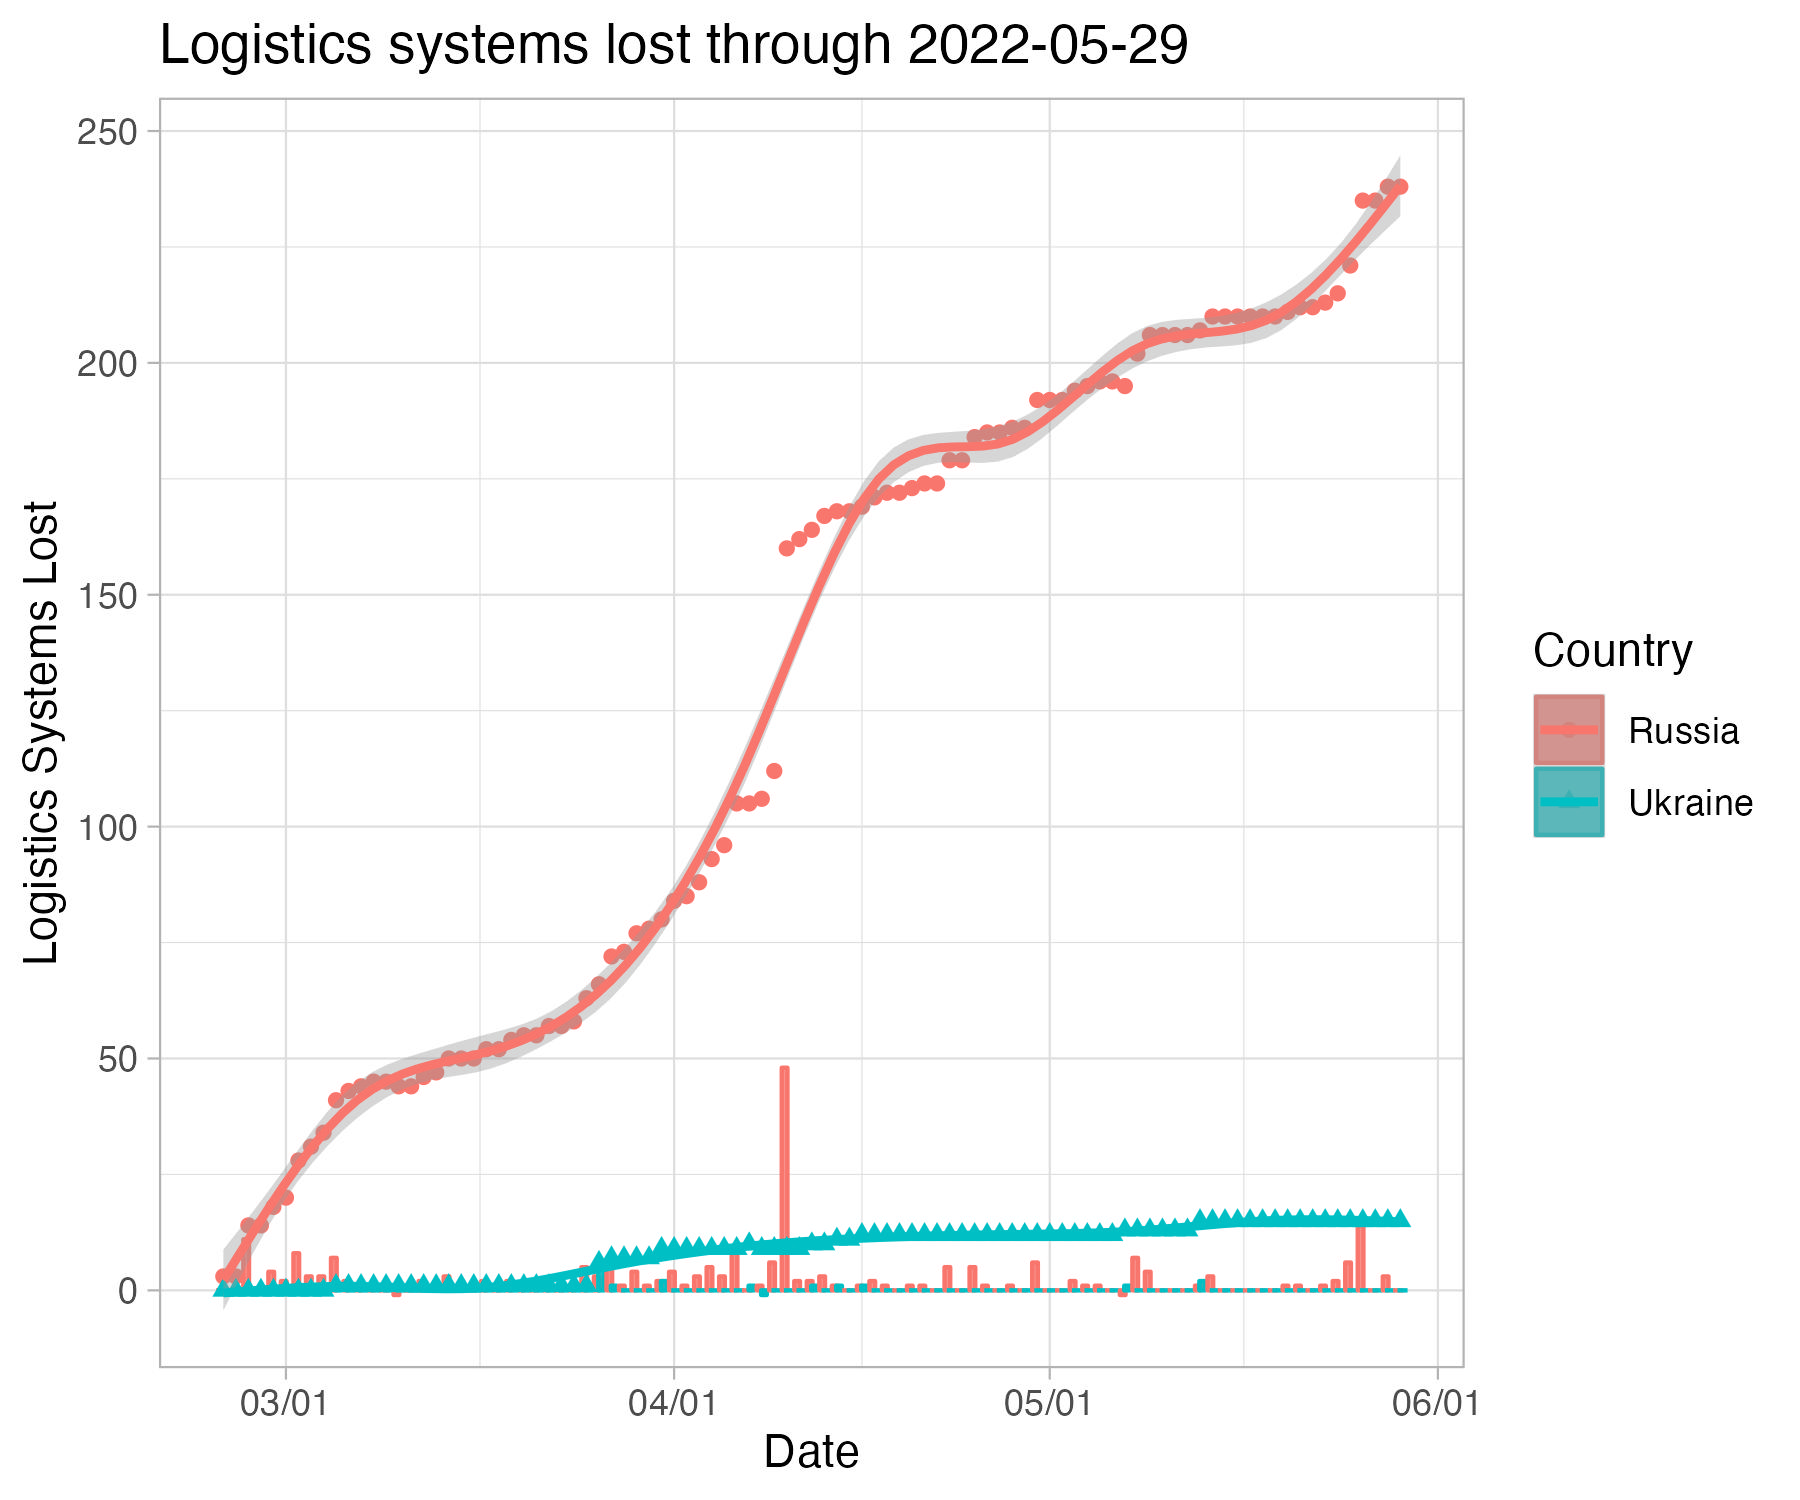 Logistics systems lost through 2022-05-29
Logistics Systems Lost
250
200
150
100
50
0
03/01
04/01
05/01
06/01
Date
Country
Russia
Ukraine